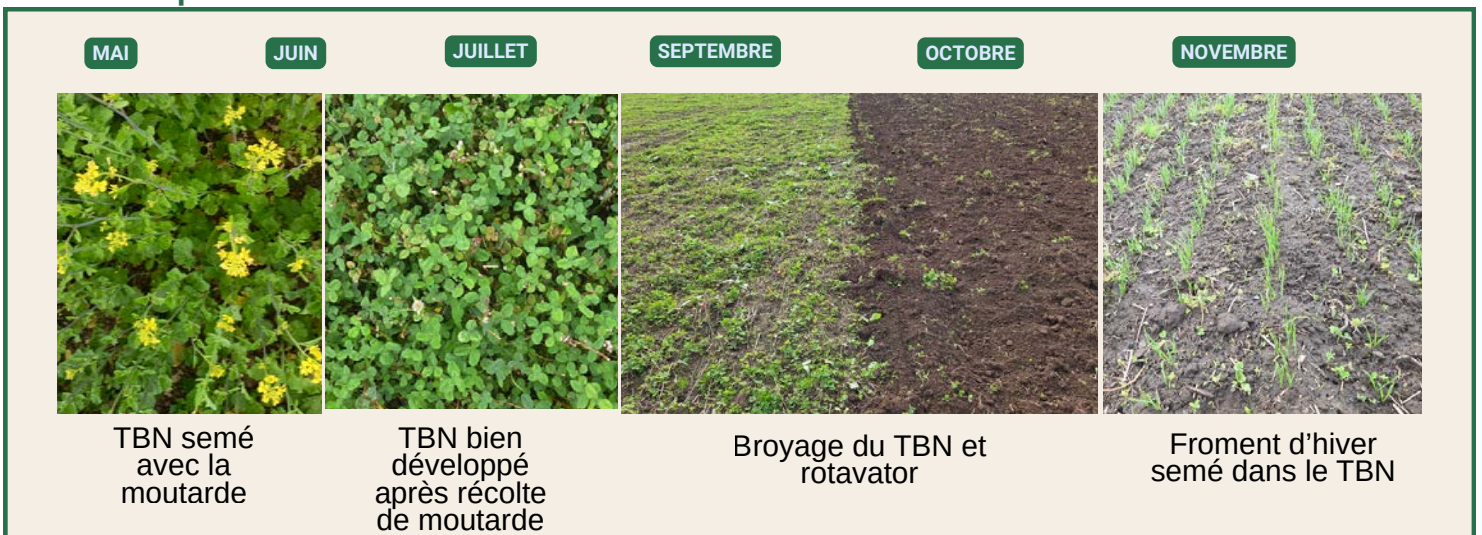 MAI
JUIN
JUILLET
SEPTEMBRE
OCTOBRE
NOVEMBRE
TBN semé
avec la
moutarde
TBN bien
développé
après récolte
de moutarde
Broyage du TBN et
rotavator
Froment d’hiver
semé dans le TBN